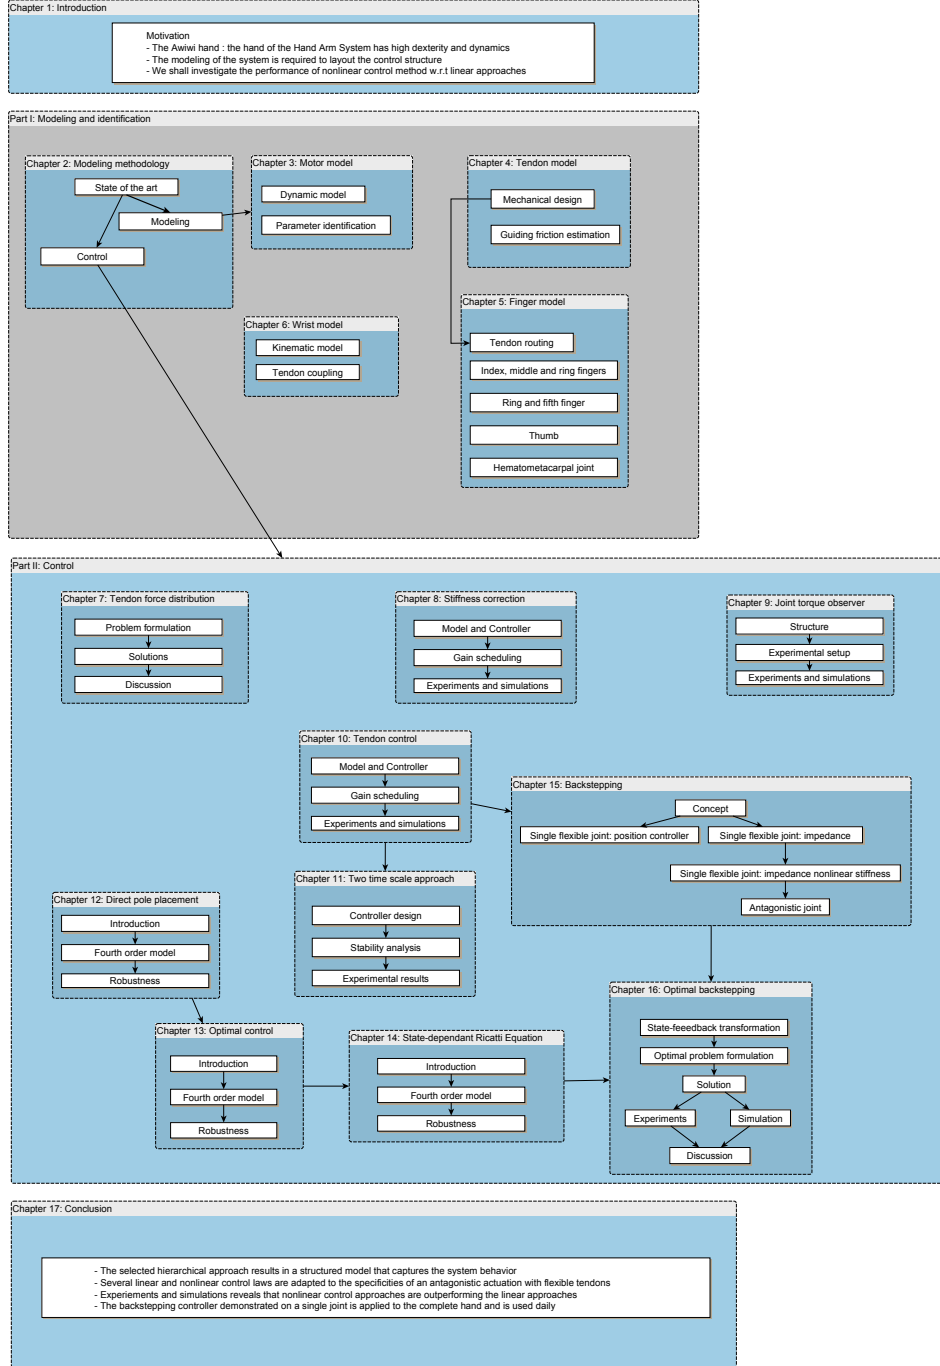 Chapter 1: Introduction
Motivation
- The Awiwi hand : the hand of the Hand Arm System has high dexterity and dynamics
- The modeling of the system is required to layout the control structure
- We shall investigate the performance of nonlinear control method w.r.t linear approaches
Part I: Modeling and identification
Chapter 2: Modeling methodology
State of the art
Modeling
Control
Chapter 3: Motor model
Dynamic model
Parameter identification
Chapter 4: Tendon model
Mechanical design
Guiding friction estimation
Chapter 5: Finger model
Tendon routing
Index, middle and ring fingers
Ring and fifth finger
Thumb
Hematometacarpal joint
Chapter 6: Wrist model
Kinematic model
Tendon coupling
Part II: Control
Chapter 7: Tendon force distribution
Problem formulation
Solutions
Discussion
Chapter 8: Stiffness correction
Model and Controller
Gain scheduling
Experiments and simulations
Chapter 9: Joint torque observer
Structure
Experimental setup
Experiments and simulations
Chapter 10: Tendon control
Model and Controller
Gain scheduling
Experiments and simulations
Chapter 15: Backstepping
Concept
Single flexible joint: position controller
Single flexible joint: impedance
Single flexible joint: impedance nonlinear stiffness
Antagonistic joint
Chapter 11: Two time scale approach
Controller design
Stability analysis
Experimental results
Chapter 12: Direct pole placement
Introduction
Fourth order model
Robustness
Chapter 13: Optimal control
Introduction
Fourth order model
Robustness
Chapter 14: State-dependant Ricatti Equation
Introduction
Fourth order model
Robustness
Chapter 16: Optimal backstepping
State-feeedback transformation
Optimal problem formulation
Solution
Experiments
Simulation
Discussion
Chapter 17: Conclusion
- The selected hierarchical approach results in a structured model that captures the system behavior
- Several linear and nonlinear control laws are adapted to the specificities of an antagonistic actuation with flexible tendons
- Experiements and simulations reveals that nonlinear control approaches are outperforming the linear approaches
- The backstepping controller demonstrated on a single joint is applied to the complete hand and is used daily